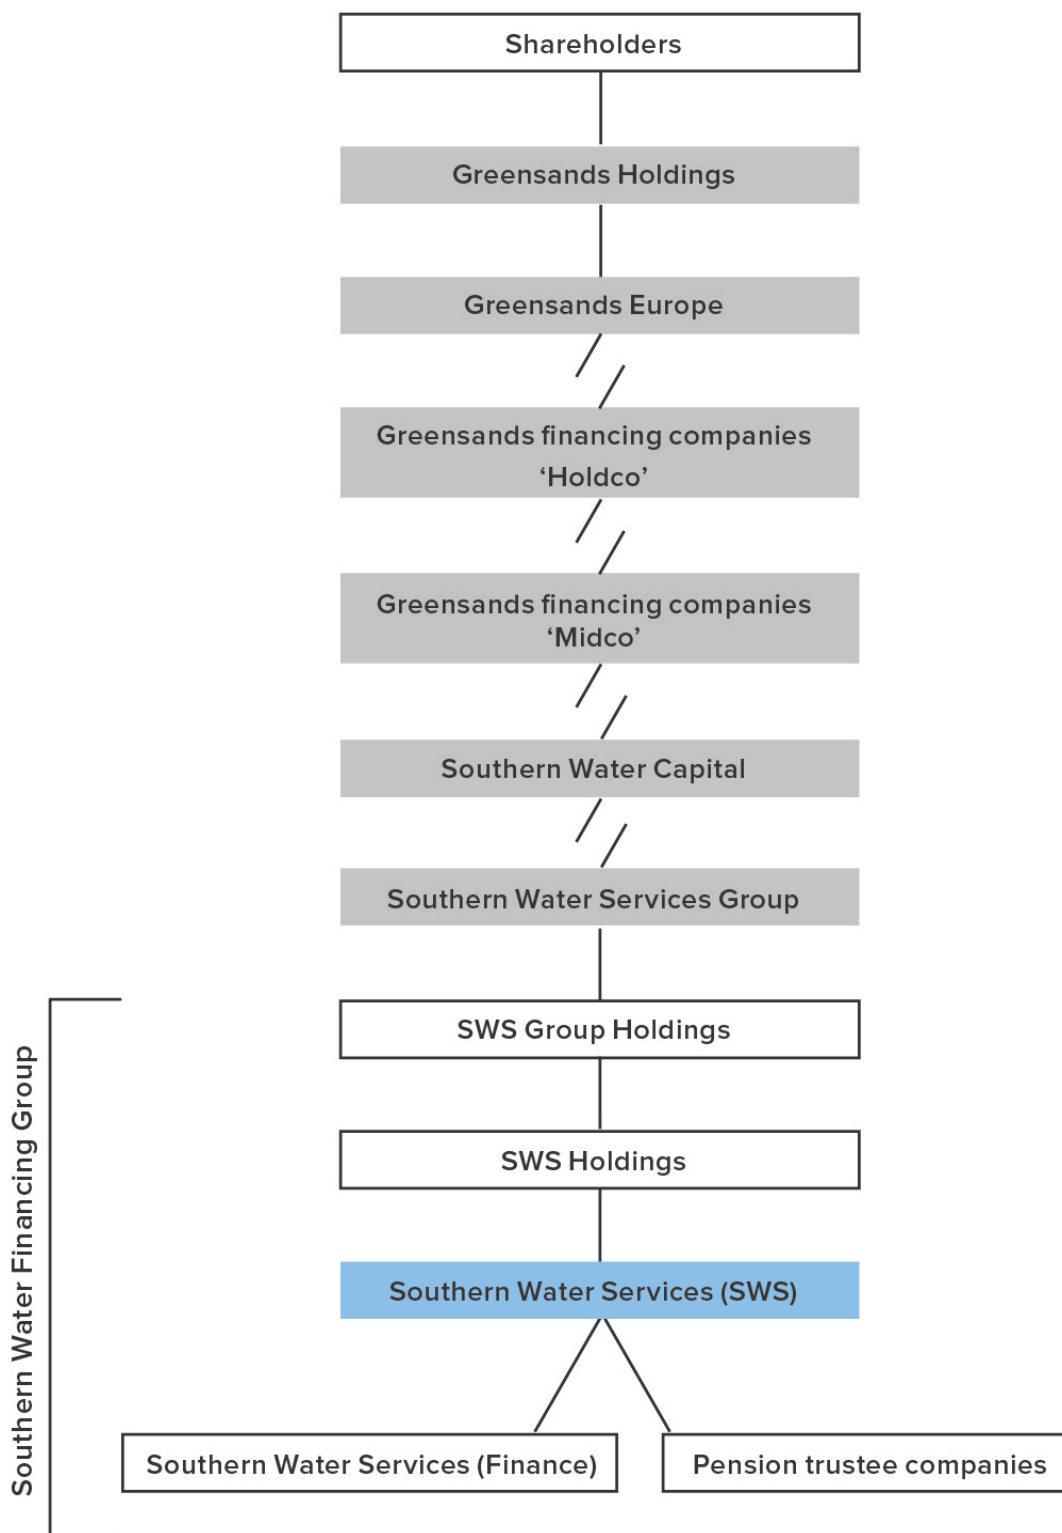 Shareholders
Greensands Holdings
Greensands Europe
Greensands financing companies
‘Holdco’
Greensands financing companies
‘Midco’
Southern Water Capital
Southern Water Services Group
Southern Water Financing Group
SWS Group Holdings
SWS Holdings
Southern Water Services (SWS)
Southern Water Services (Finance)
Pension trustee companies